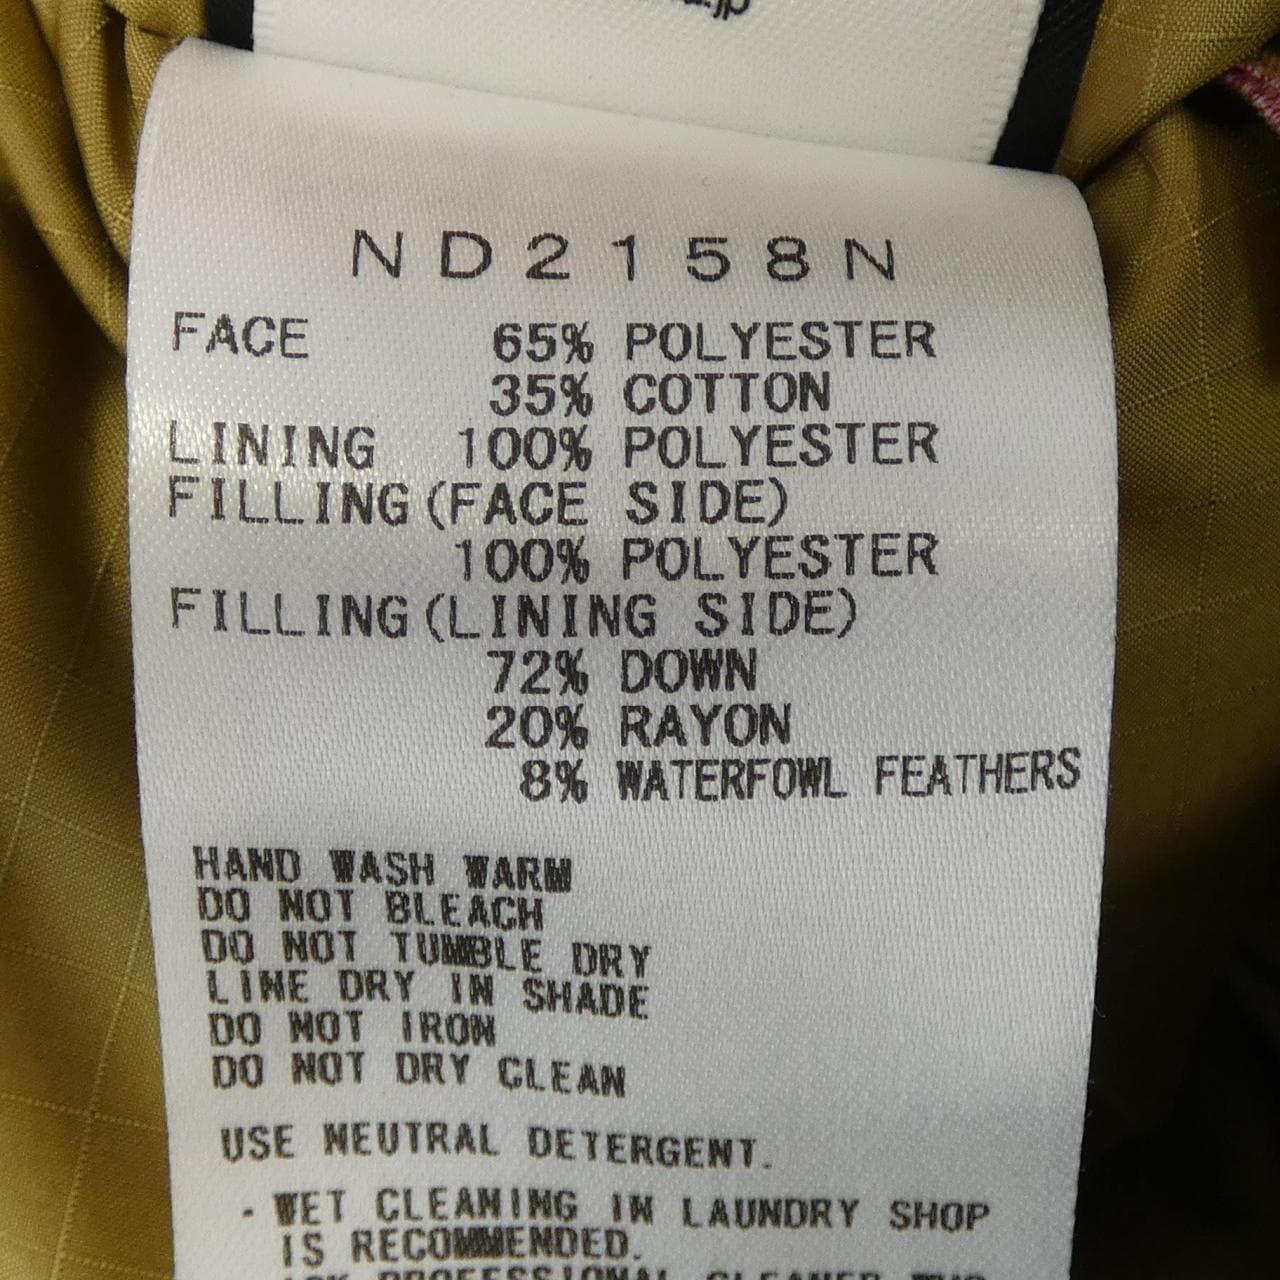 ND2158N
FACE 65% POLYESTER
35% COTTON
LINING 100% POLYESTER
FILLING(FACE SIDE)
100% POLYESTER
FILLING(LINING SIDE)
72% DOWN
20% RAYON
8% WATERFOWL FEATHERS
HAND WASH WARM
DO NOT BLEACH
DO NOT TUMBLE DRY
LINE DRY IN SHADE
DO NOT IRON
DO NOT DRY CLEAN
USE NEUTRAL DETERGENT.
- WET CLEANING IN LAUNDRY SHOP
IS RECOMMENDED.
PROFESSIONAL CLEANER